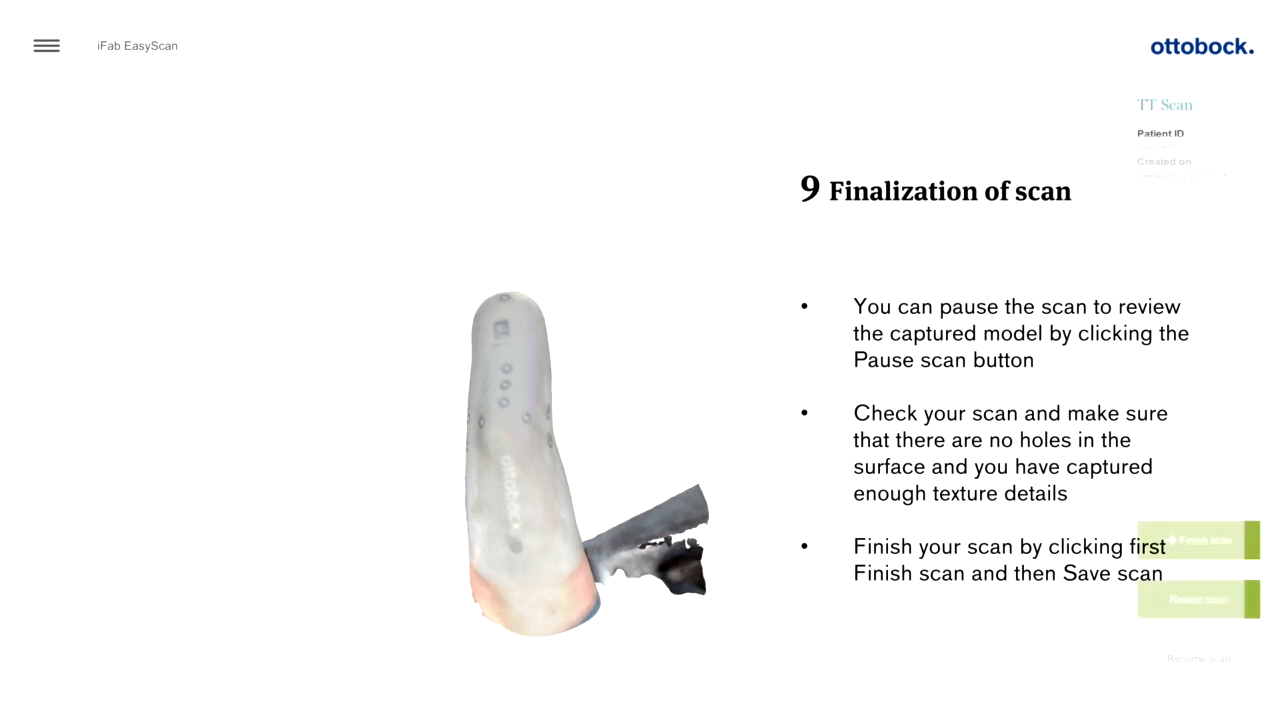 iFab EasyScan
ottobock.
TT Scan
Patient ID
Created on
9 Finalization of scan
• You can pause the scan to review
the captured model by clicking the
Pause scan button
• Check your scan and make sure
that there are no holes in the
surface and you have captured
enough texture details
• Finish your scan by clicking first
Finish scan and then Save scan
Finish scan
Restart scan
Resume scan
ottobock